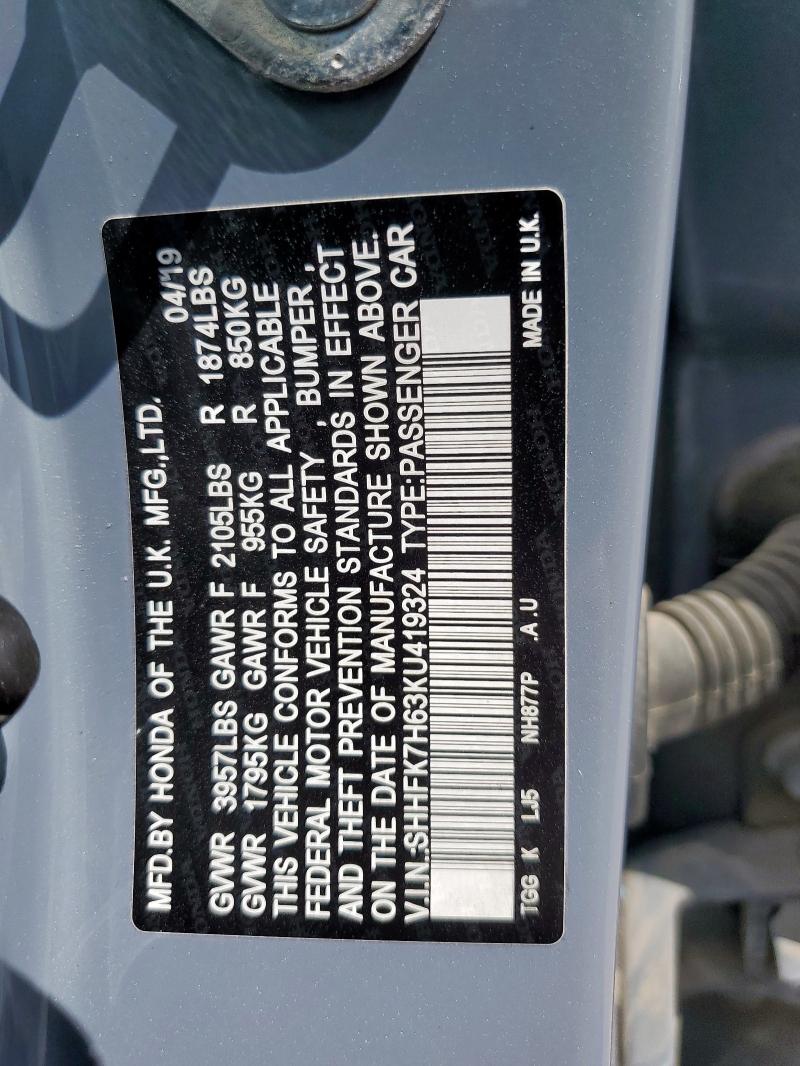 MFD.BY HONDA OF THE U.K. MFG.,LTD. 04/19
GVWR 3957LBS GAWR F 2105LBS R 1874LBS
GVWR 1795KG GAWR F 955KG R 850KG
THIS VEHICLE CONFORMS TO ALL APPLICABLE
FEDERAL MOTOR VEHICLE SAFETY , BUMPER ,
AND THEFT PREVENTION STANDARDS IN EFFECT
ON THE DATE OF MANUFACTURE SHOWN ABOVE.
V.I.N.:SHHFK7H63KU419324 TYPE:PASSENGER CAR
TGG K LJ5 NH877P .A.U MADE IN U.K.